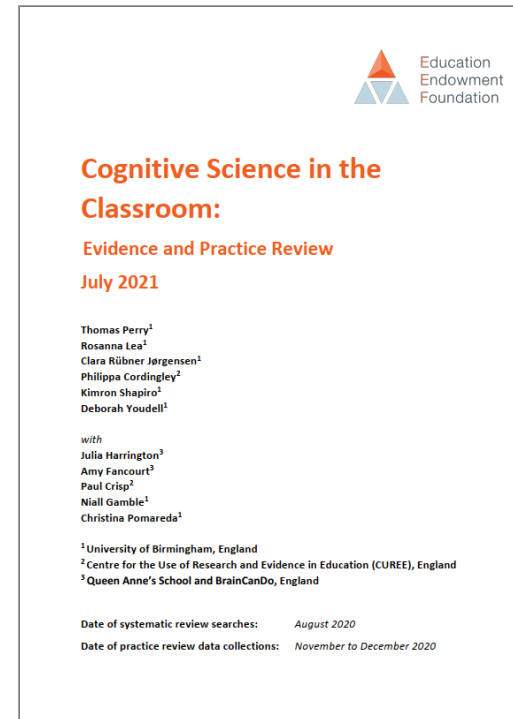 Education
Endowment
Foundation
Cognitive Science in the
Classroom:
Evidence and Practice Review
July 2021
Thomas Perry¹
Rosanna Lea¹
Clara Rübner Jørgensen¹
Philippa Cordingley²
Kimron Shapiro¹
Deborah Youdell¹
with
Julia Harrington³
Amy Fancourt³
Paul Crisp²
Niall Gamble¹
Christina Pomareda¹
¹ University of Birmingham, England
² Centre for the Use of Research and Evidence in Education (CUREE), England
³ Queen Anne's School and BrainCanDo, England
Date of systematic review searches: August 2020
Date of practice review data collections: November to December 2020